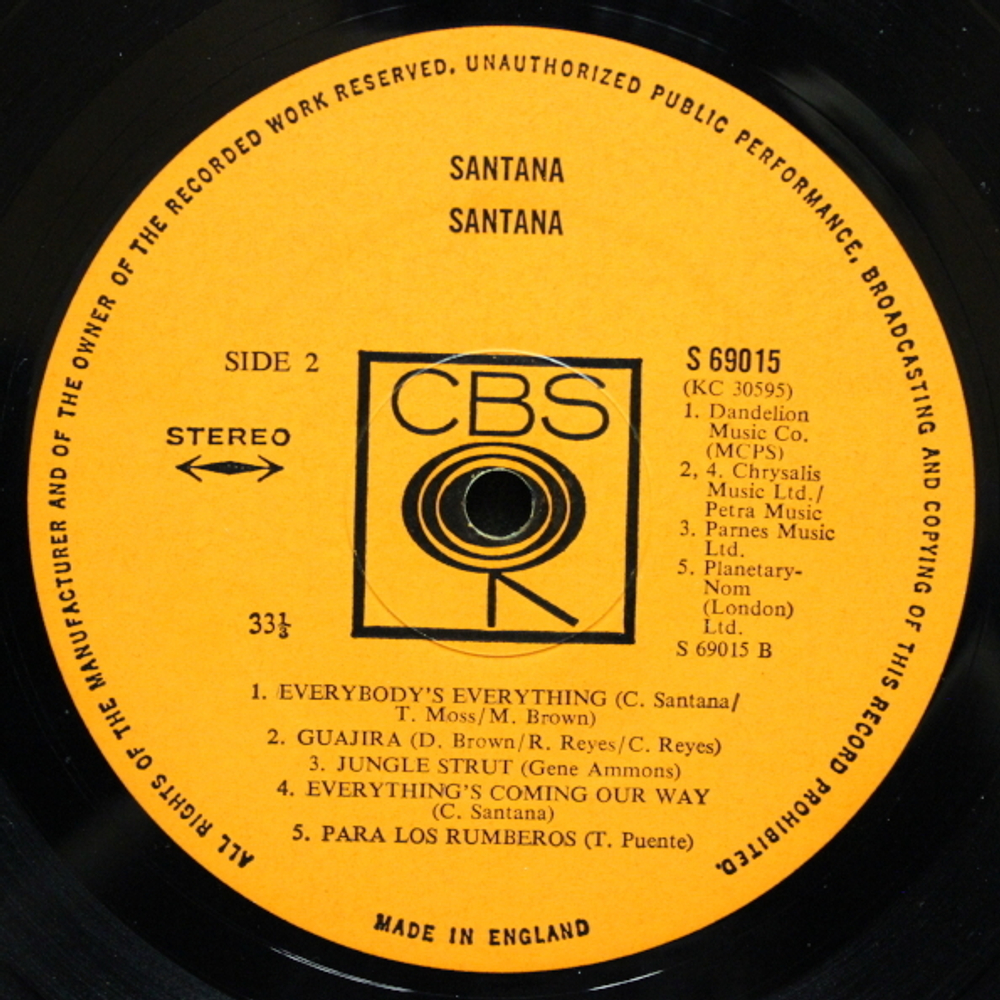 ALL RIGHTS OF THE MANUFACTURER AND OF THE OWNER OF THE RECORDED WORK RESERVED. UNAUTHORIZED PUBLIC PERFORMANCE, BROADCASTING AND COPYING OF THIS RECORD PROHIBITED.
SANTANA
SANTANA
SIDE 2
STEREO
33⅓
CBS
S 69015
(KC 30595)
1. Dandelion
Music Co.
(MCPS)
2, 4. Chrysalis
Music Ltd./
Petra Music
3. Parnes Music
Ltd.
5. Planetary-
Nom
(London)
Ltd.
S 69015 B
1. EVERYBODY'S EVERYTHING (C. Santana/
T. Moss/M. Brown)
2. GUAJIRA (D. Brown/R. Reyes/C. Reyes)
3. JUNGLE STRUT (Gene Ammons)
4. EVERYTHING'S COMING OUR WAY
(C. Santana)
5. PARA LOS RUMBEROS (T. Puente)
MADE IN ENGLAND